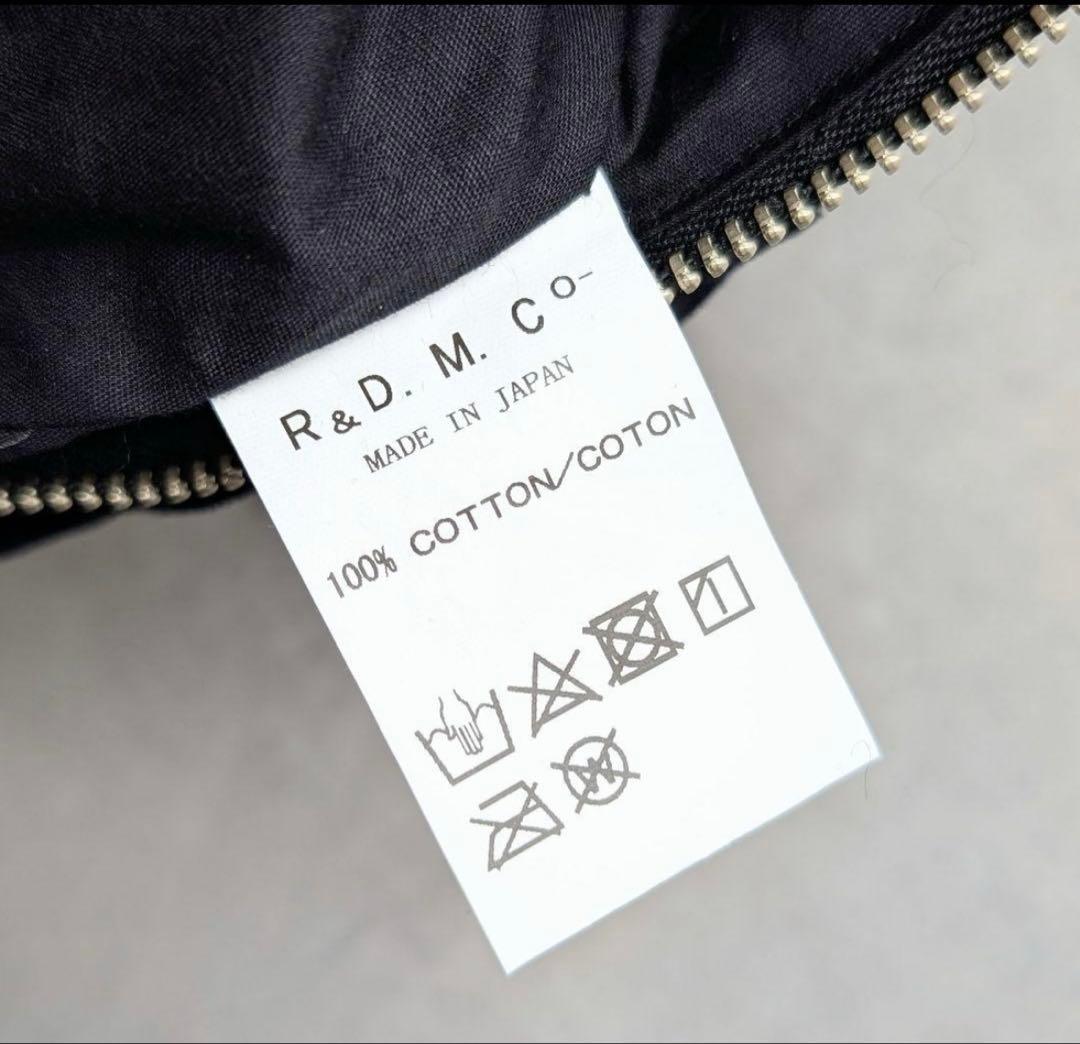 R & D. M. Co-
MADE IN JAPAN
100% COTTON/COTON
W